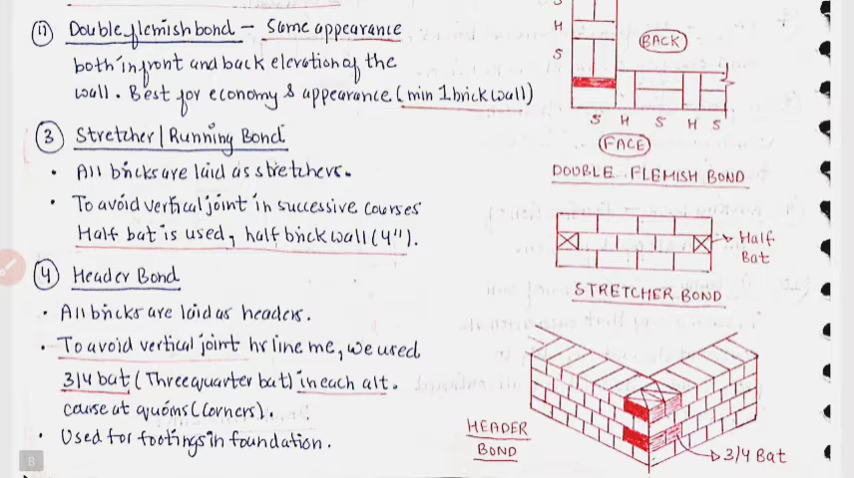 (ii) Double flemish bond - Same appearance
both in front and back elevation of the
wall. Best for economy & appearance (min 1 brick wall)
(3) Stretcher | Running Bond
• All bricks are laid as stretchers.
• To avoid vertical joint in successive courses
Half bat is used, half brick wall (4").
(4) Header Bond
• All bricks are laid as headers.
• To avoid vertical joint hr line me, we used
3/4 bat (Three quarter bat) in each alt.
course at quoins (corners).
• Used for footings in foundation.
8
S
H
S
BACK
S H S H S
FACE
DOUBLE FLEMISH BOND
Half
Bat
STRETCHER BOND
HEADER
BOND
3/4 Bat